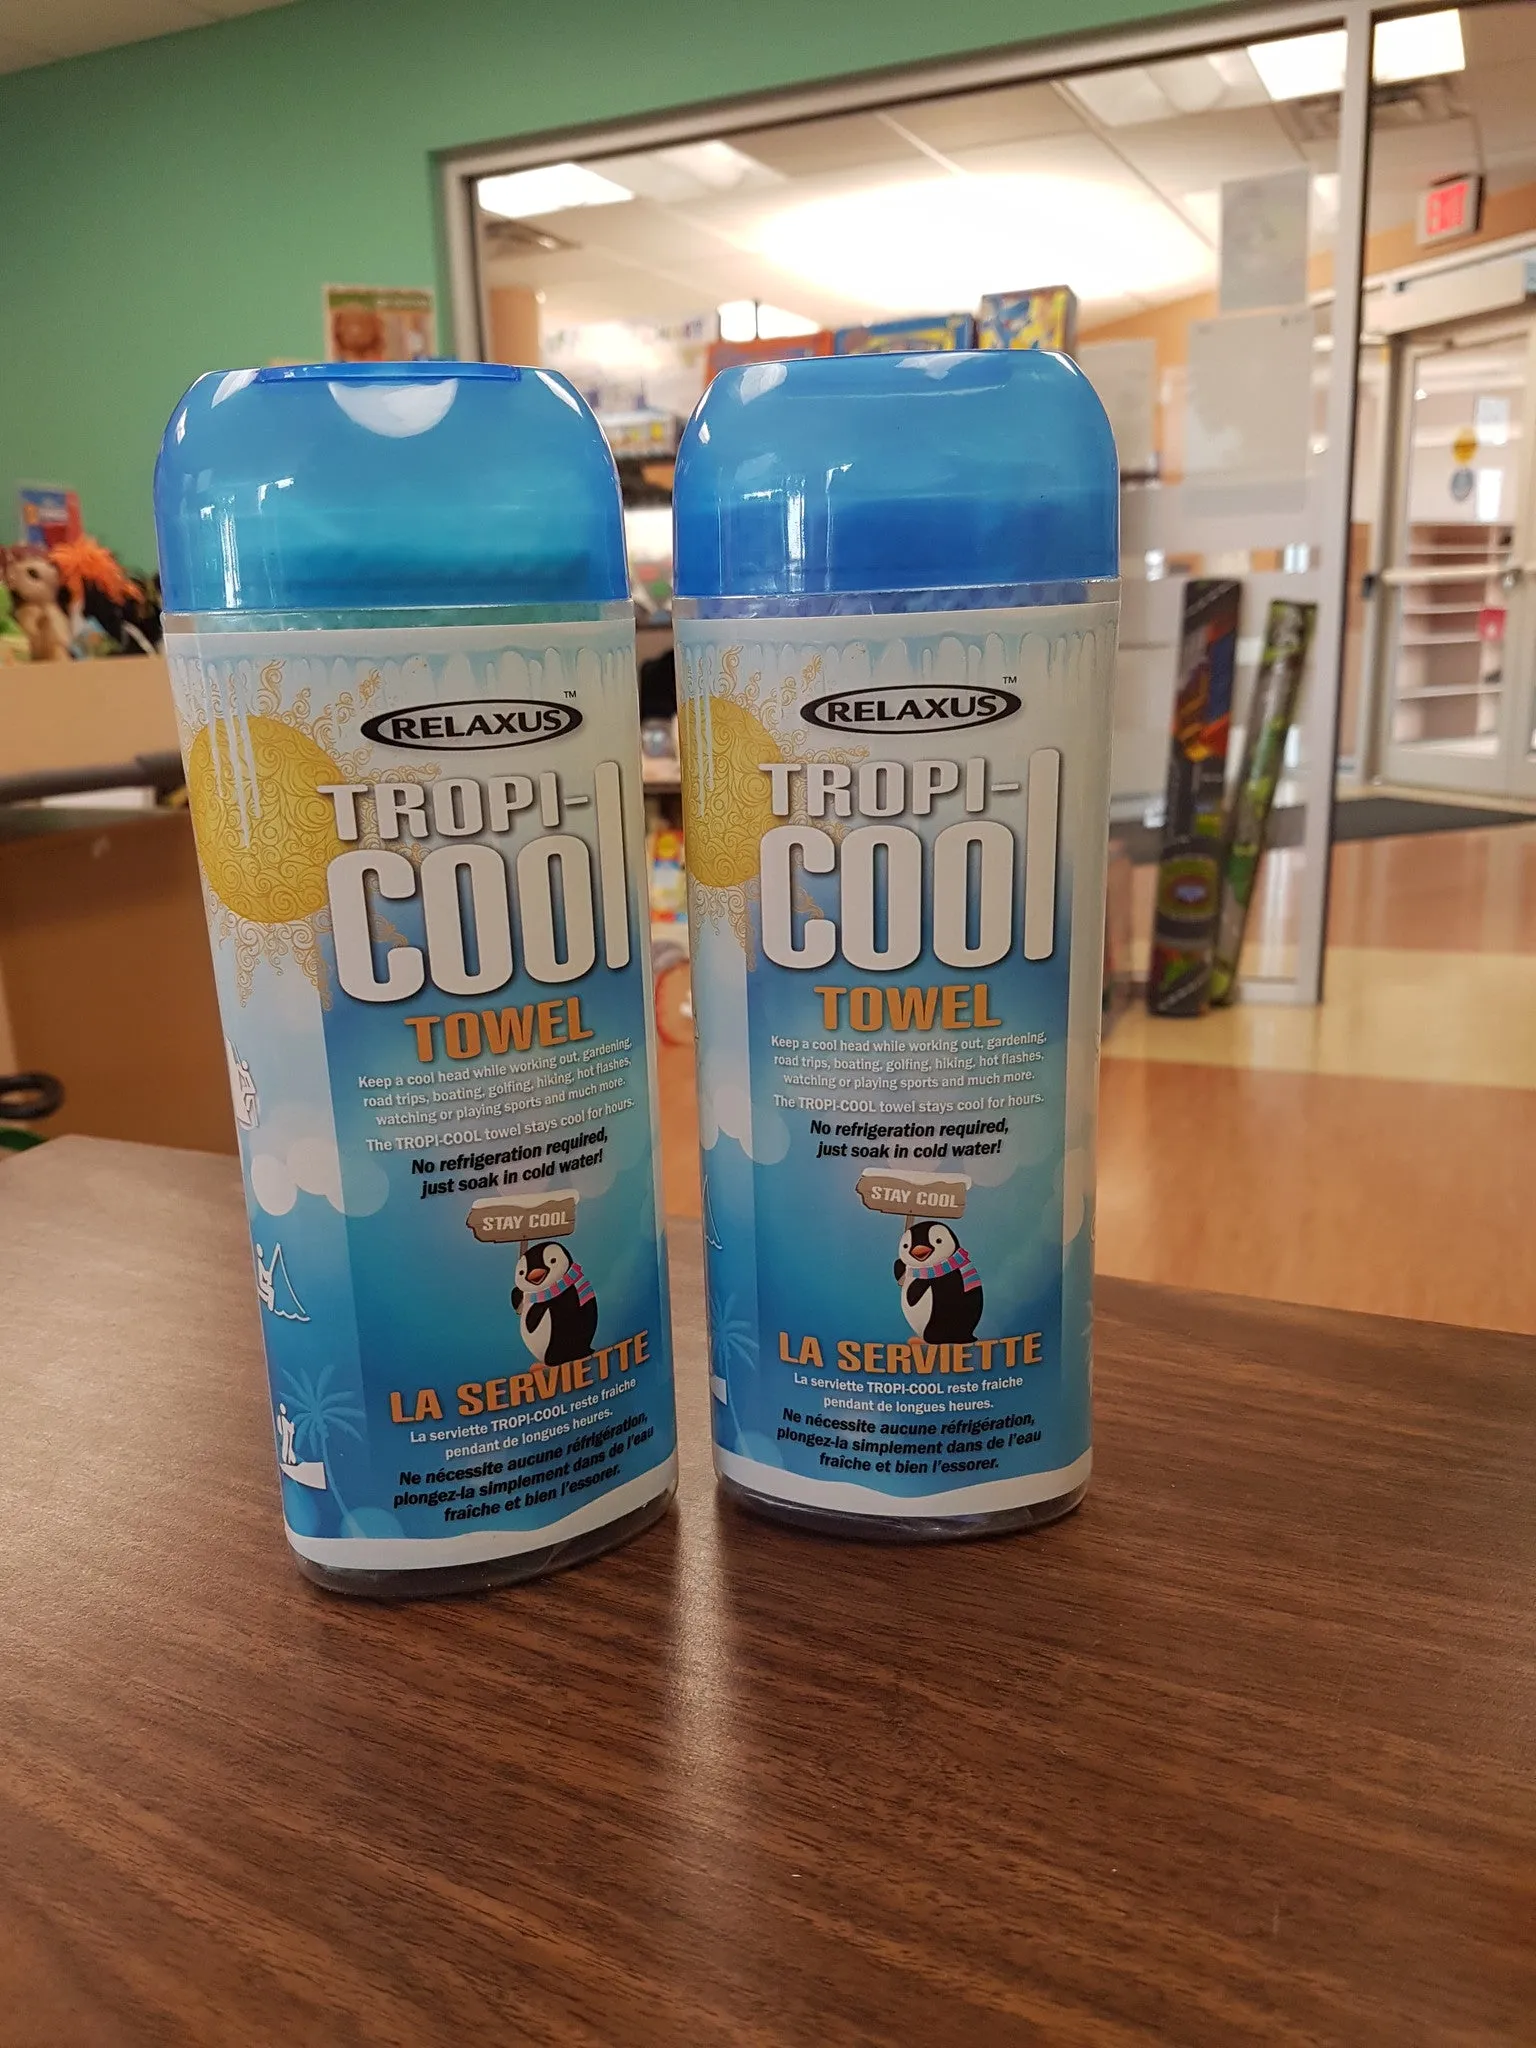 RELAXUS™
TROPI-
COOL
TOWEL
Keep a cool head while working out, gardening,
road trips, boating, golfing, hiking, hot flashes,
watching or playing sports and much more.
The TROPI-COOL towel stays cool for hours.
No refrigeration required,
just soak in cold water!
STAY COOL
LA SERVIETTE
La serviette TROPI-COOL reste fraiche
pendant de longues heures.
Ne nécessite aucune réfrigération,
plongez-la simplement dans de l'eau
fraîche et bien l'essorer.
RELAXUS™
TROPI-
COOL
TOWEL
Keep a cool head while working out, gardening,
road trips, boating, golfing, hiking, hot flashes,
watching or playing sports and much more.
The TROPI-COOL towel stays cool for hours.
No refrigeration required,
just soak in cold water!
STAY COOL
LA SERVIETTE
La serviette TROPI-COOL reste fraiche
pendant de longues heures.
Ne nécessite aucune réfrigération,
plongez-la simplement dans de l'eau
fraîche et bien l'essorer.
EXIT